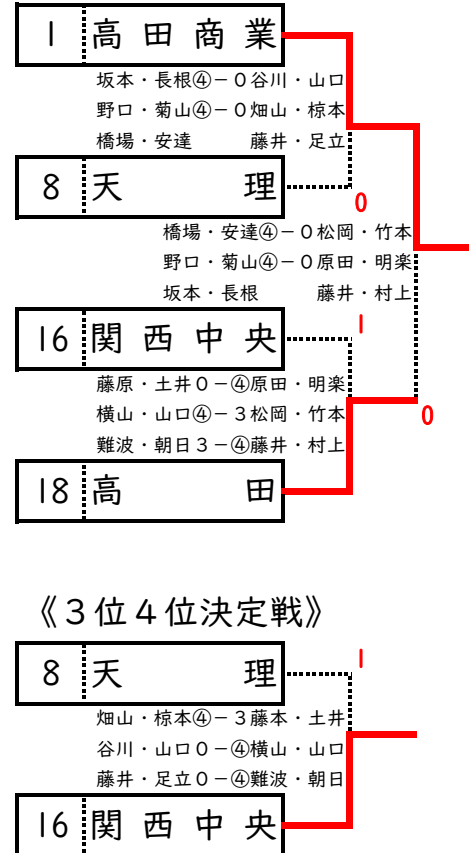 1 高田商業
坂本・長根④－０谷川・山口
野口・菊山④－０畑山・椋本
橋場・安達　　藤井・足立
8 天理
0
橋場・安達④－０松岡・竹本
野口・菊山④－０原田・明楽
坂本・長根　　藤井・村上
16 関西中央
1
藤原・土井０－④原田・明楽
横山・山口④－３松岡・竹本
0
難波・朝日３－④藤井・村上
18 高田
《３位４位決定戦》
8 天理
1
畑山・椋本④－３藤本・土井
谷川・山口０－④横山・山口
藤井・足立０－④難波・朝日
16 関西中央